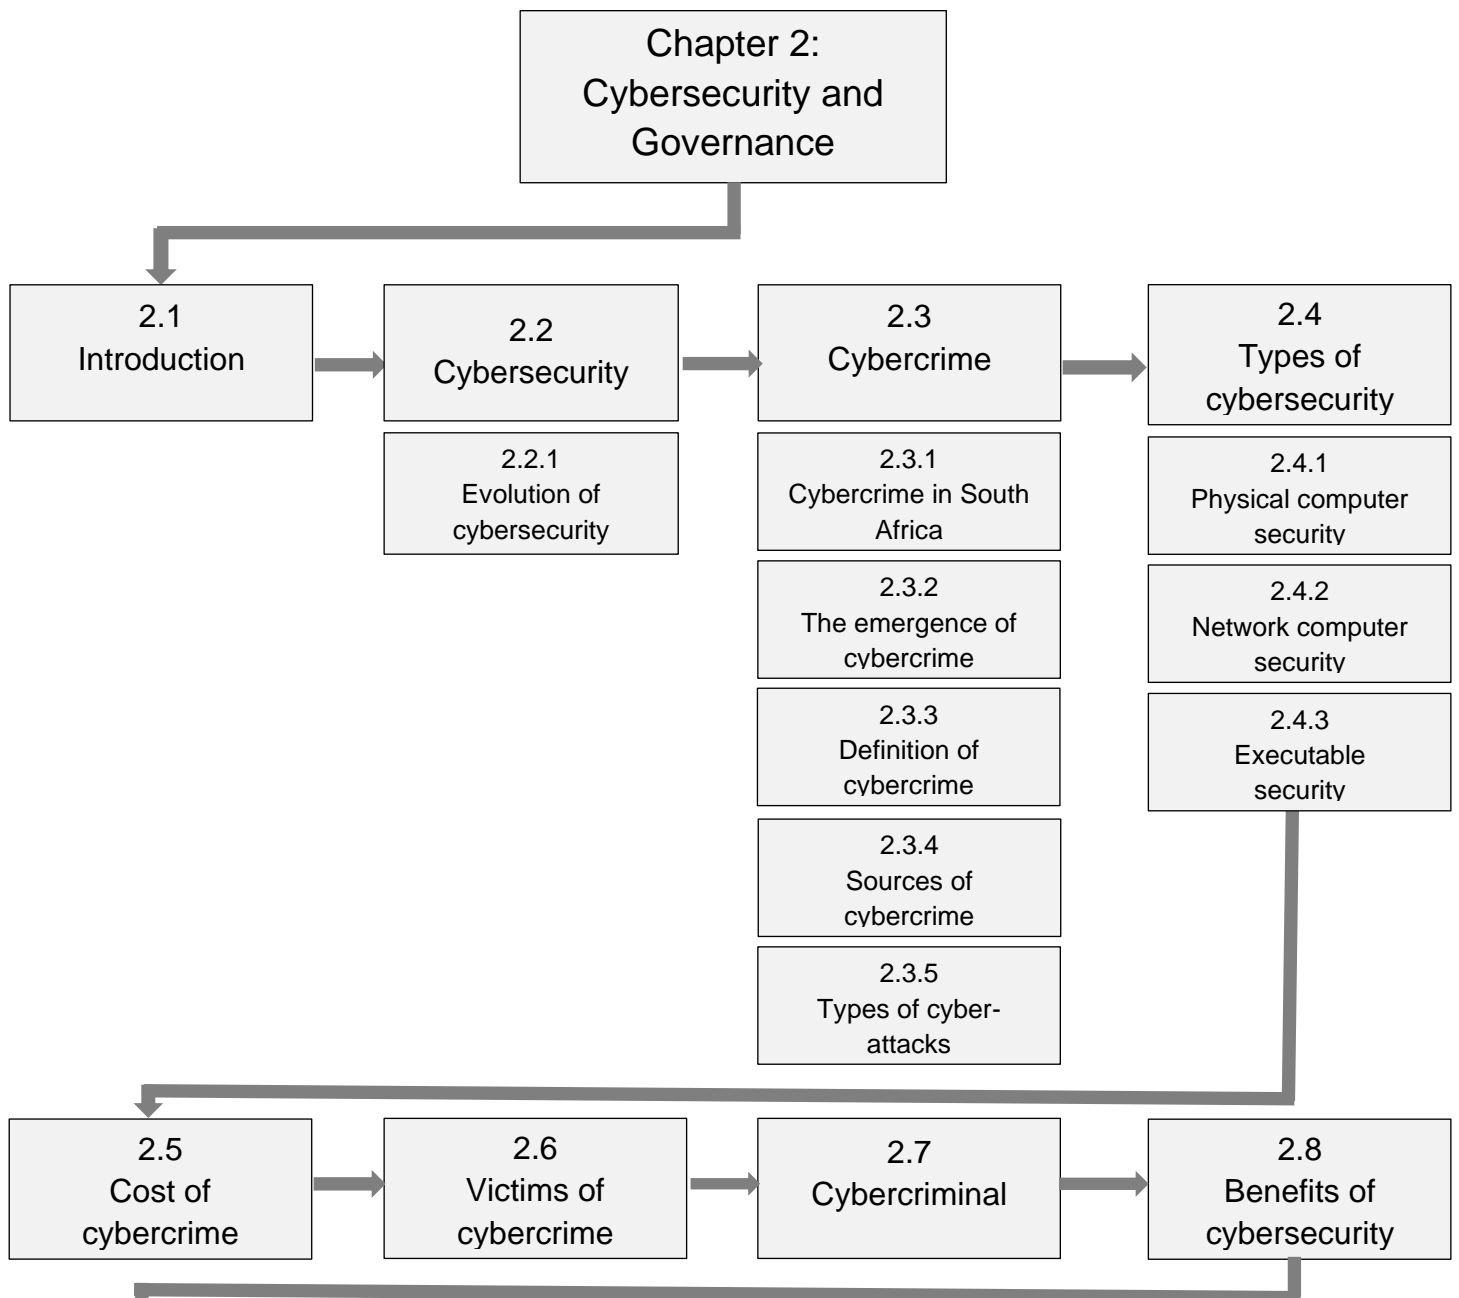 Chapter 2:
Cybersecurity and
Governance
2.1
Introduction
2.2
Cybersecurity
2.2.1
Evolution of
cybersecurity
2.3
Cybercrime
2.3.1
Cybercrime in South
Africa
2.3.2
The emergence of
cybercrime
2.3.3
Definition of
cybercrime
2.3.4
Sources of
cybercrime
2.3.5
Types of cyber-
attacks
2.4
Types of
cybersecurity
2.4.1
Physical computer
security
2.4.2
Network computer
security
2.4.3
Executable
security
2.5
Cost of
cybercrime
2.6
Victims of
cybercrime
2.7
Cybercriminal
2.8
Benefits of
cybersecurity